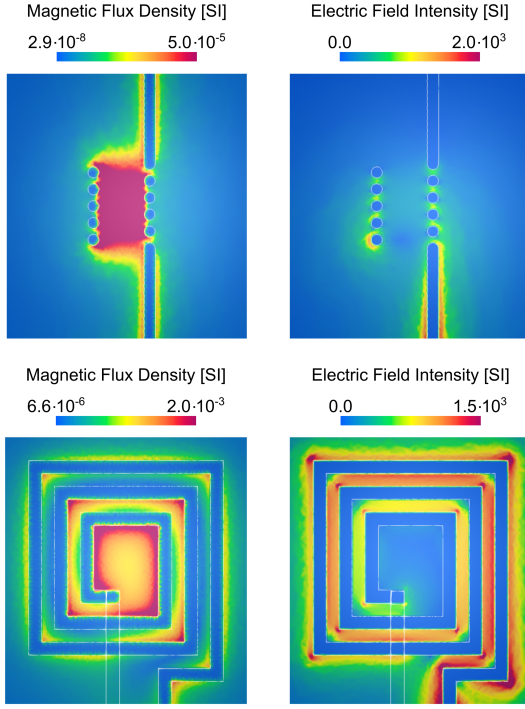 Magnetic Flux Density [SI]
2.9·10⁻⁸ 5.0·10⁻⁵
Electric Field Intensity [SI]
0.0 2.0·10³
Magnetic Flux Density [SI]
6.6·10⁻⁶ 2.0·10⁻³
Electric Field Intensity [SI]
0.0 1.5·10³